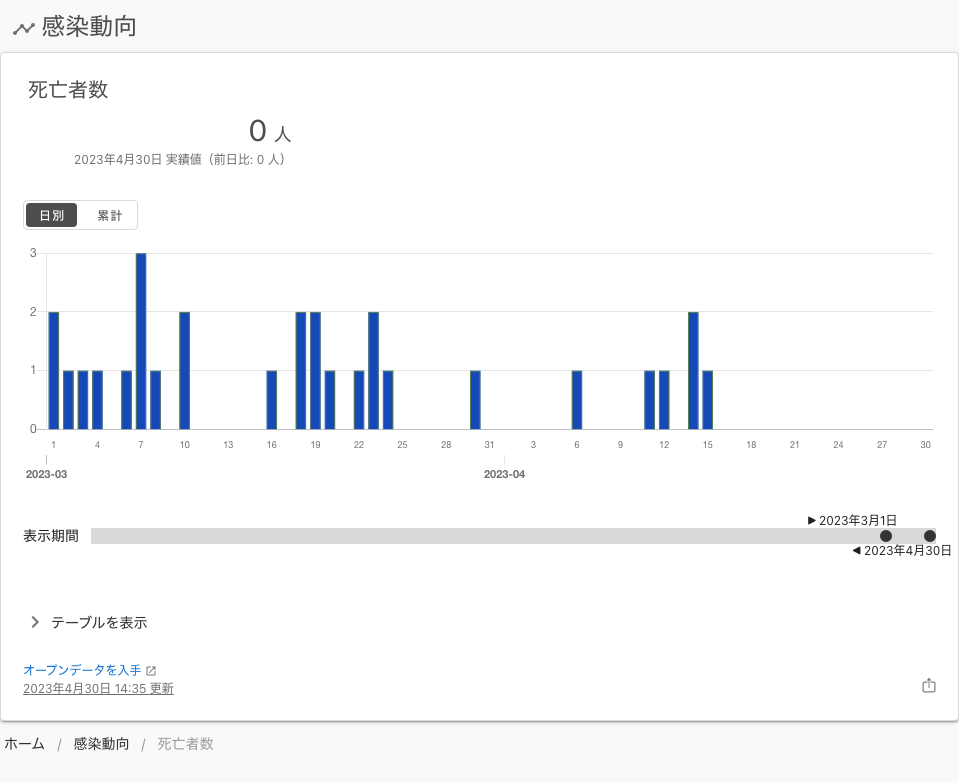 感染動向
死亡者数
0 人
2023年4月30日 実績値（前日比: 0 人）
日別 累計
3
2
1
0
1 4 7 10 13 16 19 22 25 28 31 3 6 9 12 15 18 21 24 27 30
2023-03 2023-04
2023年3月1日
表示期間
2023年4月30日
テーブルを表示
オープンデータを入手
2023年4月30日 14:35 更新
ホーム / 感染動向 / 死亡者数